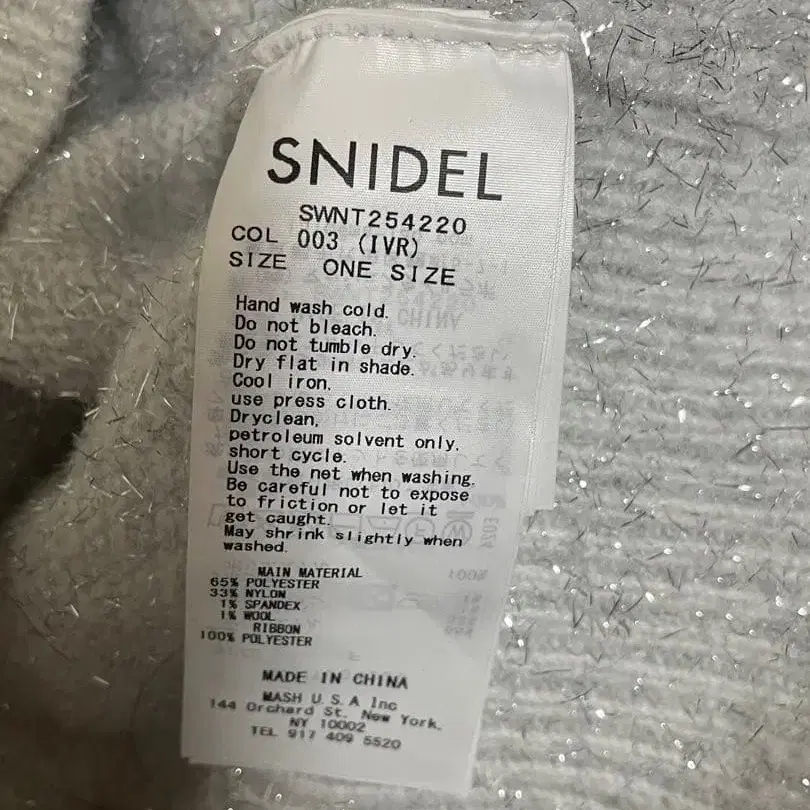 SNIDEL
SWNT254220
COL 003 (IVR)
SIZE ONE SIZE
Hand wash cold.
Do not bleach.
Do not tumble dry.
Dry flat in shade.
Cool iron,
use press cloth.
Dryclean,
petroleum solvent only,
short cycle.
Use the net when washing.
Be careful not to expose
to friction or let it
get caught.
May shrink slightly when
washed.
MAIN MATERIAL
65% POLYESTER
33% NYLON
1% SPANDEX
1% WOOL
RIBBON
100% POLYESTER
MADE IN CHINA
MASH U.S.A Inc
144 Orchard St. New York.
NY 10002
TEL 917 409 5520